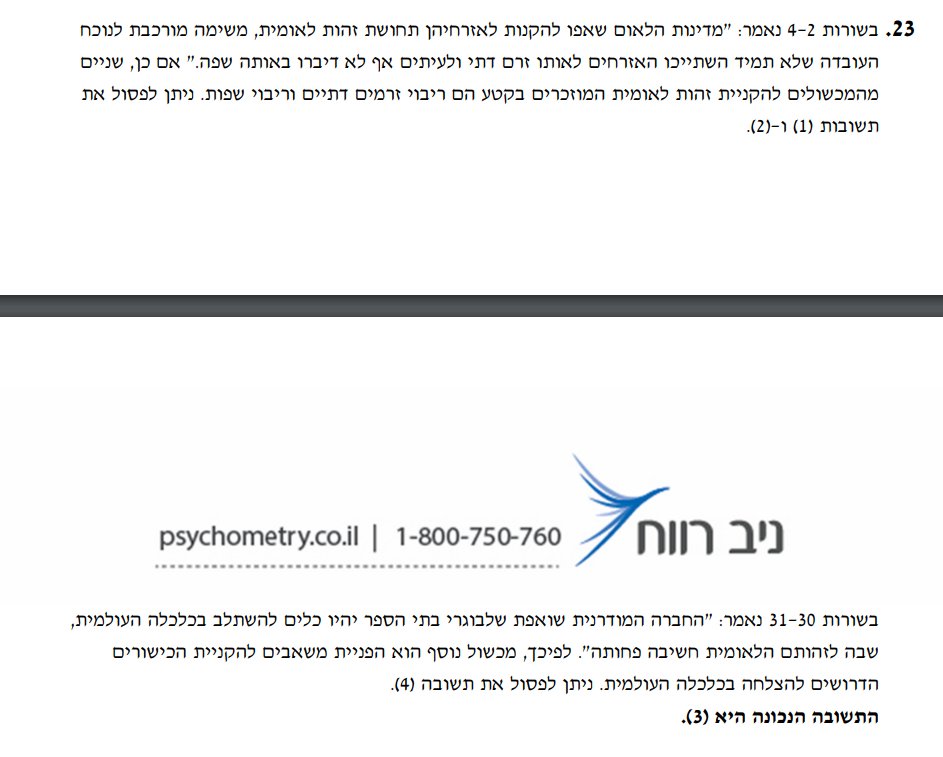 23. בשורות 4-2 נאמר: "מדינות הלאום שאפו להקנות לאזרחיהן תחושת זהות לאומית, משימה מורכבת לנוכח
העובדה שלא תמיד השתייכו האזרחים לאותו זרם דתי ולעיתים אף לא דיברו באותה שפה." אם כן, שניים
מהמכשולים להקניית זהות לאומית המוזכרים בקטע הם ריבוי זרמים דתיים וריבוי שפות. ניתן לפסול את
תשובות (1) ו-(2).
ניב רווח
psychometry.co.il | 1-800-750-760
בשורות 31-30 נאמר: "החברה המודרנית שואפת שלבוגרי בתי הספר יהיו כלים להשתלב בכלכלה העולמית,
שבה לזהותם הלאומית חשיבה פחותה". לפיכך, מכשול נוסף הוא הפניית משאבים להקניית הכישורים
הדרושים להצלחה בכלכלה העולמית. ניתן לפסול את תשובה (4).
התשובה הנכונה היא (3).